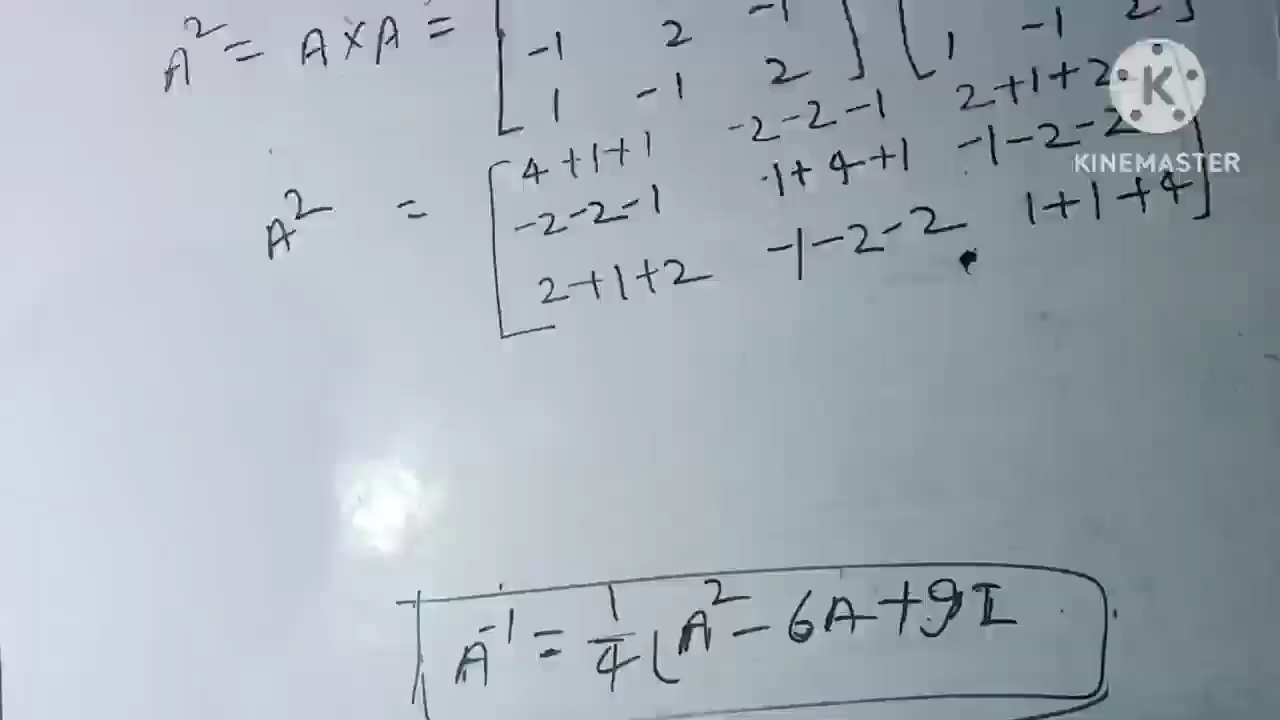 A² = A×A =
-1 2 -1 2
-1 2
1 -1 2 1 -1
4+1+1 -2-2-1 2+1+2
A² = -2-2-1 1+4+1 -1-2-2
2+1+2 -1-2-2 1+1+4
A⁻¹ = 1/4 [A² - 6A + 9I
K
KINEMASTER